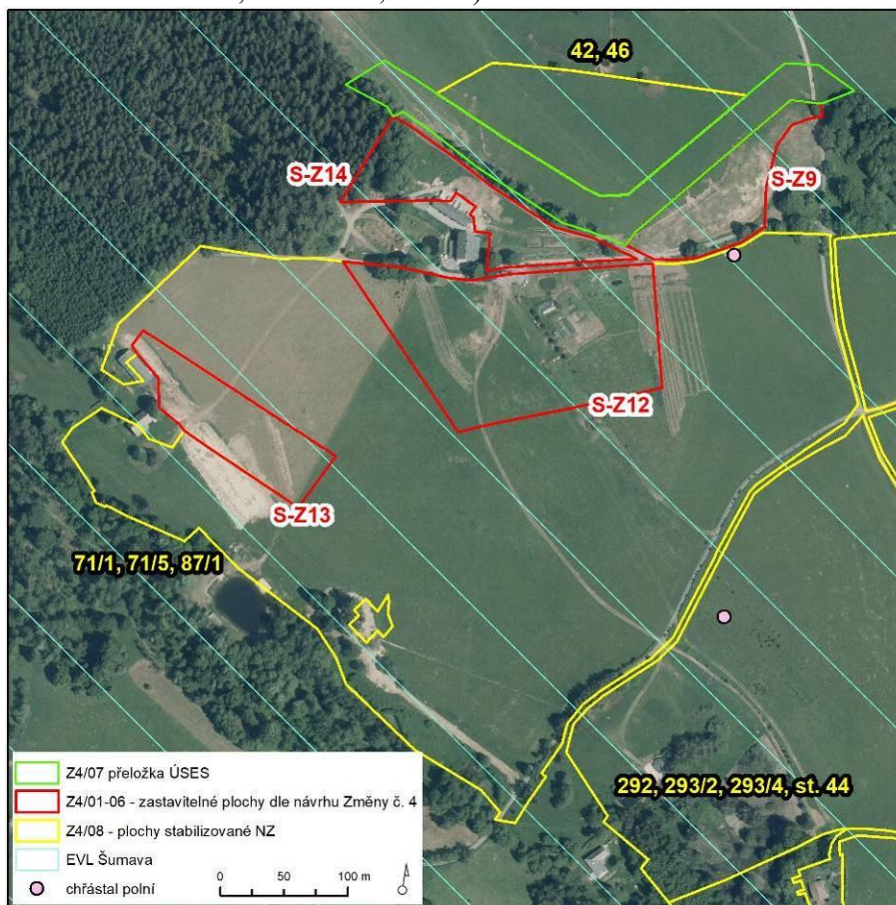 42, 46
S-Z14
S-Z9
S-Z12
S-Z13
71/1, 71/5, 87/1
292, 293/2, 293/4, st. 44
Z4/07 přeložka ÚSES
Z4/01-06 - zastavitelné plochy dle návrhu Změny č. 4
Z4/08 - plochy stabilizované NZ
EVL Šumava
chřástal polní
0 50 100 m